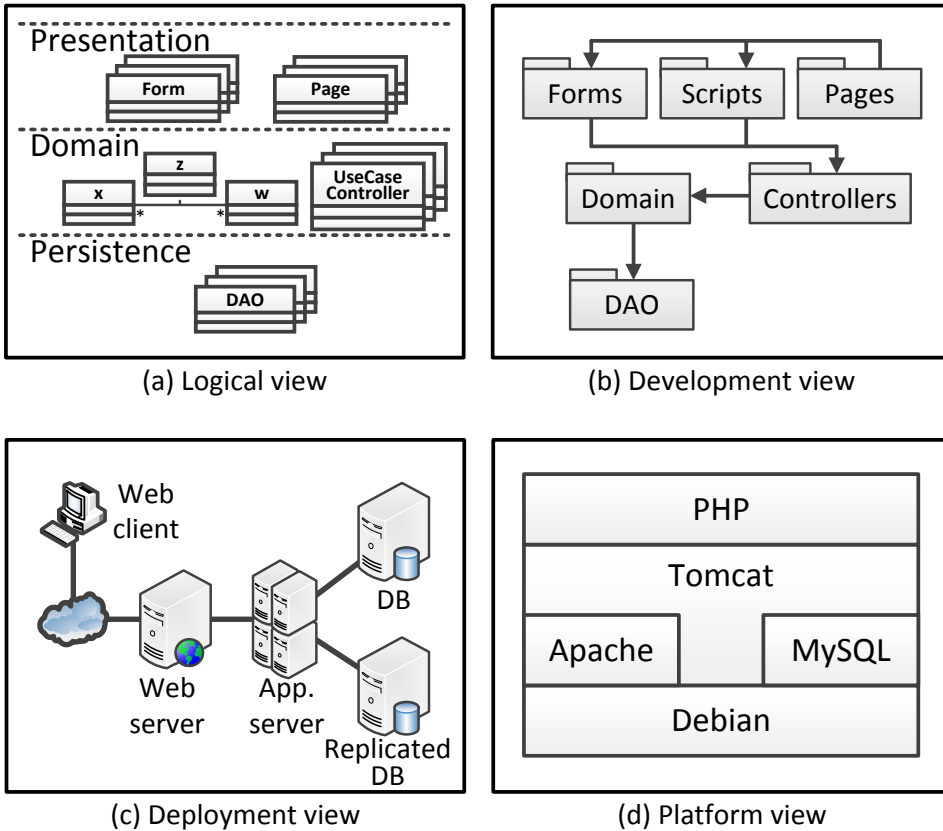 Presentation
Form
Page
Domain
z
x
w
*
*
UseCase
Controller
Persistence
DAO
(a) Logical view
Forms
Scripts
Pages
Domain
Controllers
DAO
(b) Development view
Web
client
DB
Web
server
App.
server
Replicated
DB
(c) Deployment view
PHP
Tomcat
Apache
MySQL
Debian
(d) Platform view